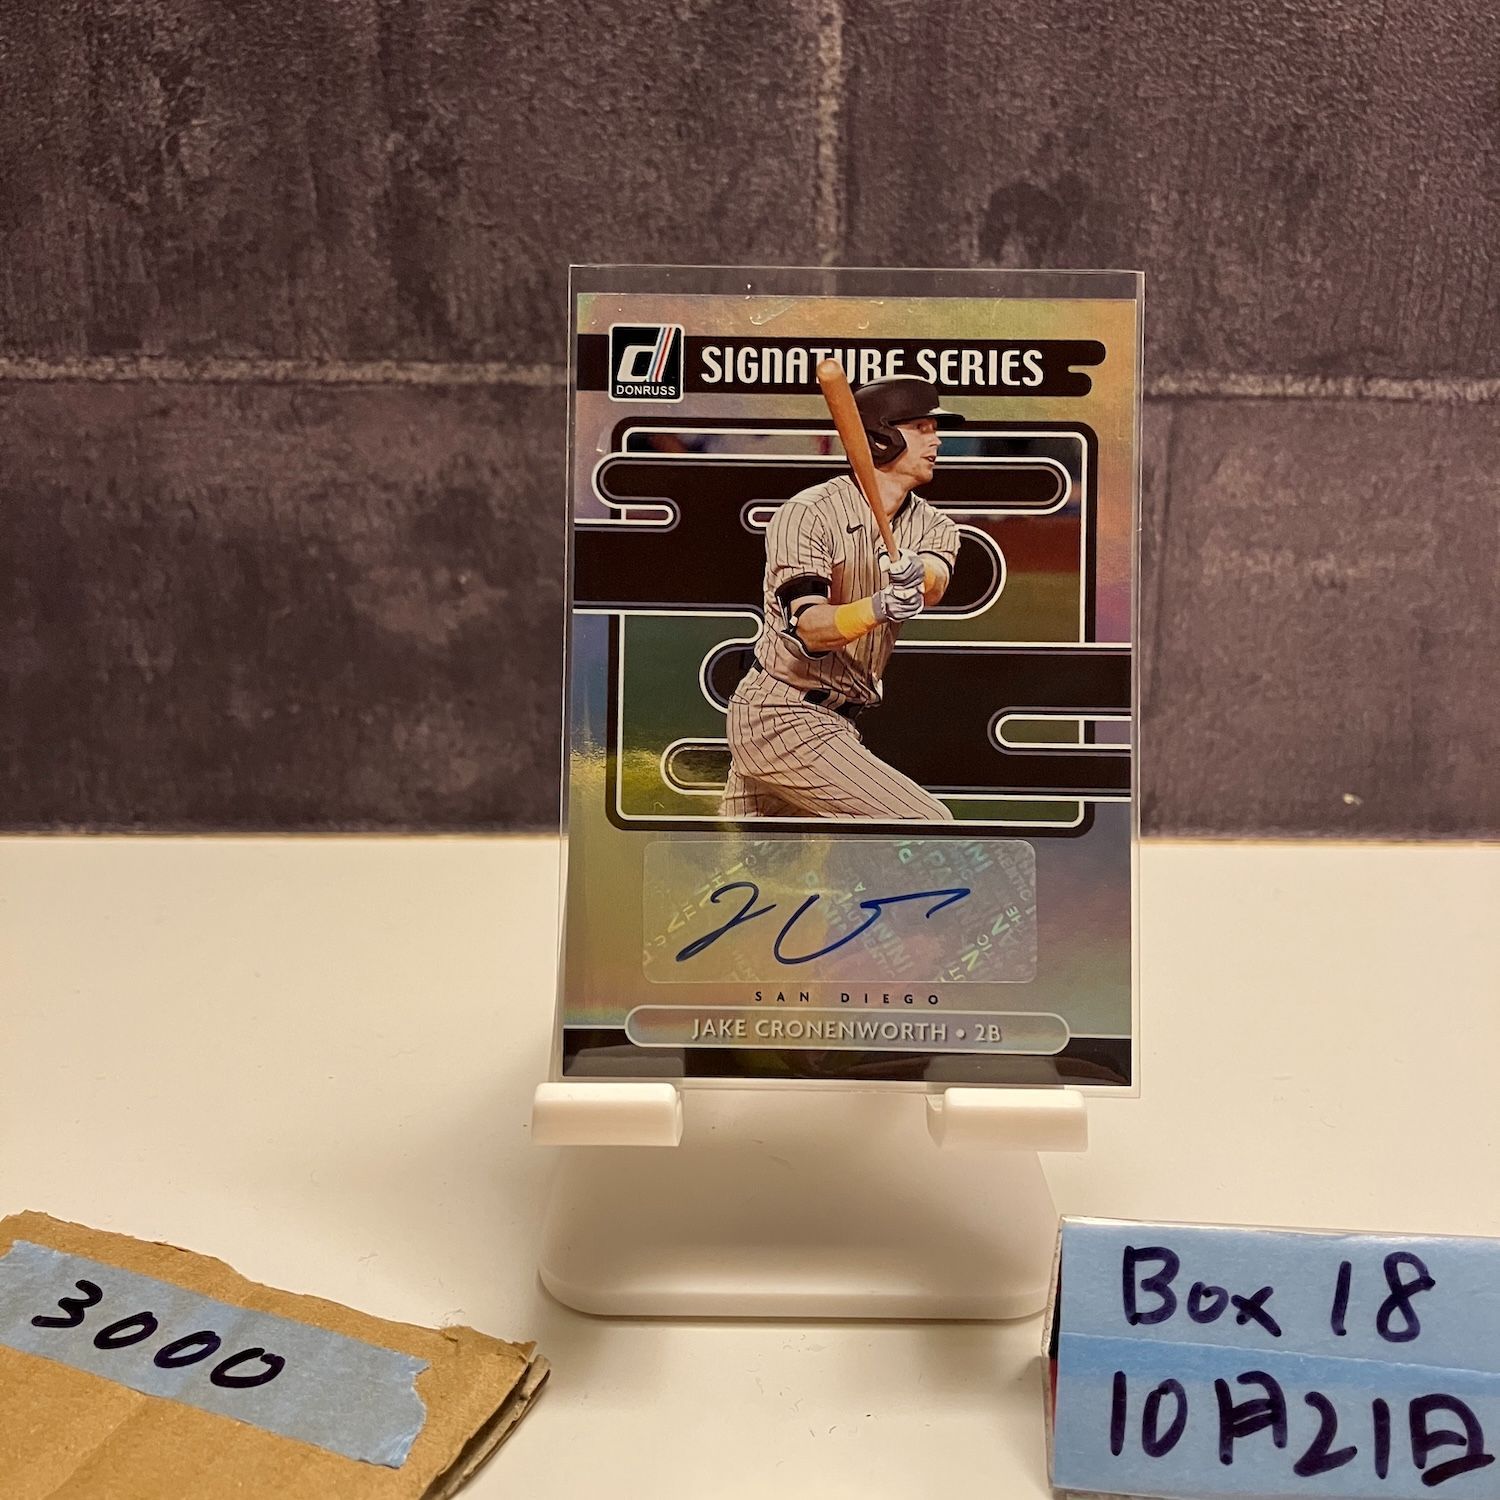 DONRUSS
SIGNATURE SERIES
SAN DIEGO
JAKE CRONENWORTH • 2B
3000
Box 18
10月21日